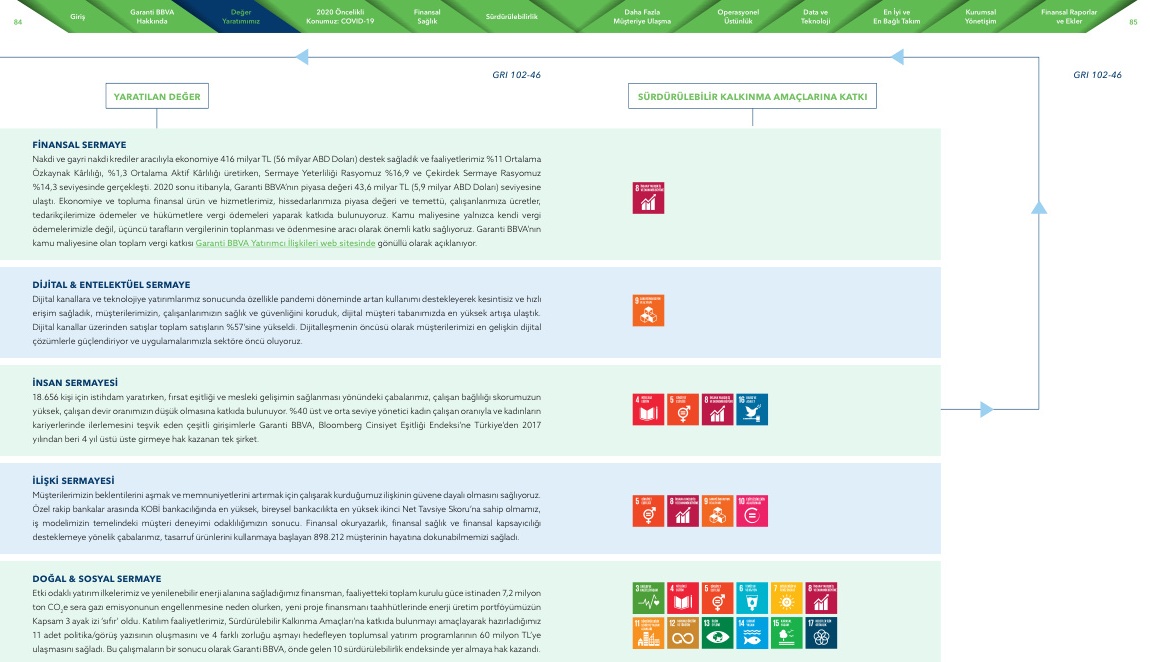 84
Giriş
Garanti BBVA
Hakkında
Değer
Yaratımımız
2020 Öncelikli
Konumuz: COVID-19
Finansal
Sağlık
Sürdürülebilirlik
Daha Fazla
Müşteriye Ulaşma
Operasyonel
Üstünlük
Data ve
Teknoloji
En İyi ve
En Bağlı Takım
Kurumsal
Yönetişim
Finansal Raporlar
ve Ekler
85
GRI 102-46
GRI 102-46
YARATILAN DEĞER
SÜRDÜRÜLEBİLİR KALKINMA AMAÇLARINA KATKI
FİNANSAL SERMAYE
Nakdi ve gayri nakdi krediler aracılıyla ekonomiye 416 milyar TL (56 milyar ABD Doları) destek sağladık ve faaliyetlerimiz %11 Ortalama
Özkaynak Kârlılığı, %1,3 Ortalama Aktif Kârlılığı üretirken, Sermaye Yeterliliği Rasyomuz %16,9 ve Çekirdek Sermaye Rasyomuz
%14,3 seviyesinde gerçekleşti. 2020 sonu itibarıyla, Garanti BBVA'nın piyasa değeri 43,6 milyar TL (5,9 milyar ABD Doları) seviyesine
ulaştı. Ekonomiye ve topluma finansal ürün ve hizmetlerimiz, hissedarlarımıza piyasa değeri ve temettü, çalışanlarımıza ücretler,
tedarikçilerimize ödemeler ve hükümetlere vergi ödemeleri yaparak katkıda bulunuyoruz. Kamu maliyesine yalnızca kendi vergi
ödemelerimizle değil, üçüncü tarafların vergilerinin toplanması ve ödenmesine aracı olarak önemli katkı sağlıyoruz. Garanti BBVA'nın
kamu maliyesine olan toplam vergi katkısı Garanti BBVA Yatırımcı İlişkileri web sitesinde gönüllü olarak açıklanıyor.
8
DİJİTAL & ENTELEKTÜEL SERMAYE
Dijital kanallara ve teknolojiye yatırımlarımız sonucunda özellikle pandemi döneminde artan kullanımı destekleyerek kesintisiz ve hızlı
erişim sağladık, müşterilerimizin, çalışanlarımızın sağlık ve güvenliğini koruduk, dijital müşteri tabanımızda en yüksek artışa ulaştık.
Dijital kanallar üzerinden satışlar toplam satışların %57'sine yükseldi. Dijitalleşmenin öncüsü olarak müşterilerimizi en gelişkin dijital
çözümlerle güçlendiriyor ve uygulamalarımızla sektöre öncü oluyoruz.
9
İNSAN SERMAYESİ
18.656 kişi için istihdam yaratırken, fırsat eşitliği ve mesleki gelişimin sağlanması yönündeki çabalarımız, çalışan bağlılığı skorumuzun
yüksek, çalışan devir oranımızın düşük olmasına katkıda bulunuyor. %40 üst ve orta seviye yönetici kadın çalışan oranıyla ve kadınların
kariyerlerinde ilerlemesini teşvik eden çeşitli girişimlerle Garanti BBVA, Bloomberg Cinsiyet Eşitliği Endeksi'ne Türkiye'den 2017
yılından beri 4 yıl üstü üste girmeye hak kazanan tek şirket.
4 5 8 16
İLİŞKİ SERMAYESİ
Müşterilerimizin beklentilerini aşmak ve memnuniyetlerini artırmak için çalışarak kurduğumuz ilişkinin güvene dayalı olmasını sağlıyoruz.
Özel rakip bankalar arasında KOBİ bankacılığında en yüksek, bireysel bankacılıkta en yüksek ikinci Net Tavsiye Skoru'na sahip olmamız,
iş modelimizin temelindeki müşteri deneyimi odaklılığımızın sonucu. Finansal okuryazarlık, finansal sağlık ve finansal kapsayıcılığı
desteklemeye yönelik çabalarımız, tasarruf ürünlerini kullanmaya başlayan 898.212 müşterinin hayatına dokunabilmemizi sağladı.
5 8 9 10
DOĞAL & SOSYAL SERMAYE
Etki odaklı yatırım ilkelerimiz ve yenilenebilir enerji alanına sağladığımız finansman, faaliyetteki toplam kurulu güce istinaden 7,2 milyon
ton CO2e sera gazı emisyonunun engellenmesine neden olurken, yeni proje finansmanı taahhütlerinde enerji üretim portföyümüzün
Kapsam 3 ayak izi 'sıfır' oldu. Katılım faaliyetlerimiz, Sürdürülebilir Kalkınma Amaçları'na katkıda bulunmayı amaçlayarak hazırladığımız
11 adet politika/görüş yazısının oluşmasını ve 4 farklı zorluğu aşmayı hedefleyen toplumsal yatırım programlarının 60 milyon TL'ye
ulaşmasını sağladı. Bu çalışmaların bir sonucu olarak Garanti BBVA, önde gelen 10 sürdürülebilirlik endeksinde yer almaya hak kazandı.
3 4 5 6 7 8
11 12 13 14 15 17